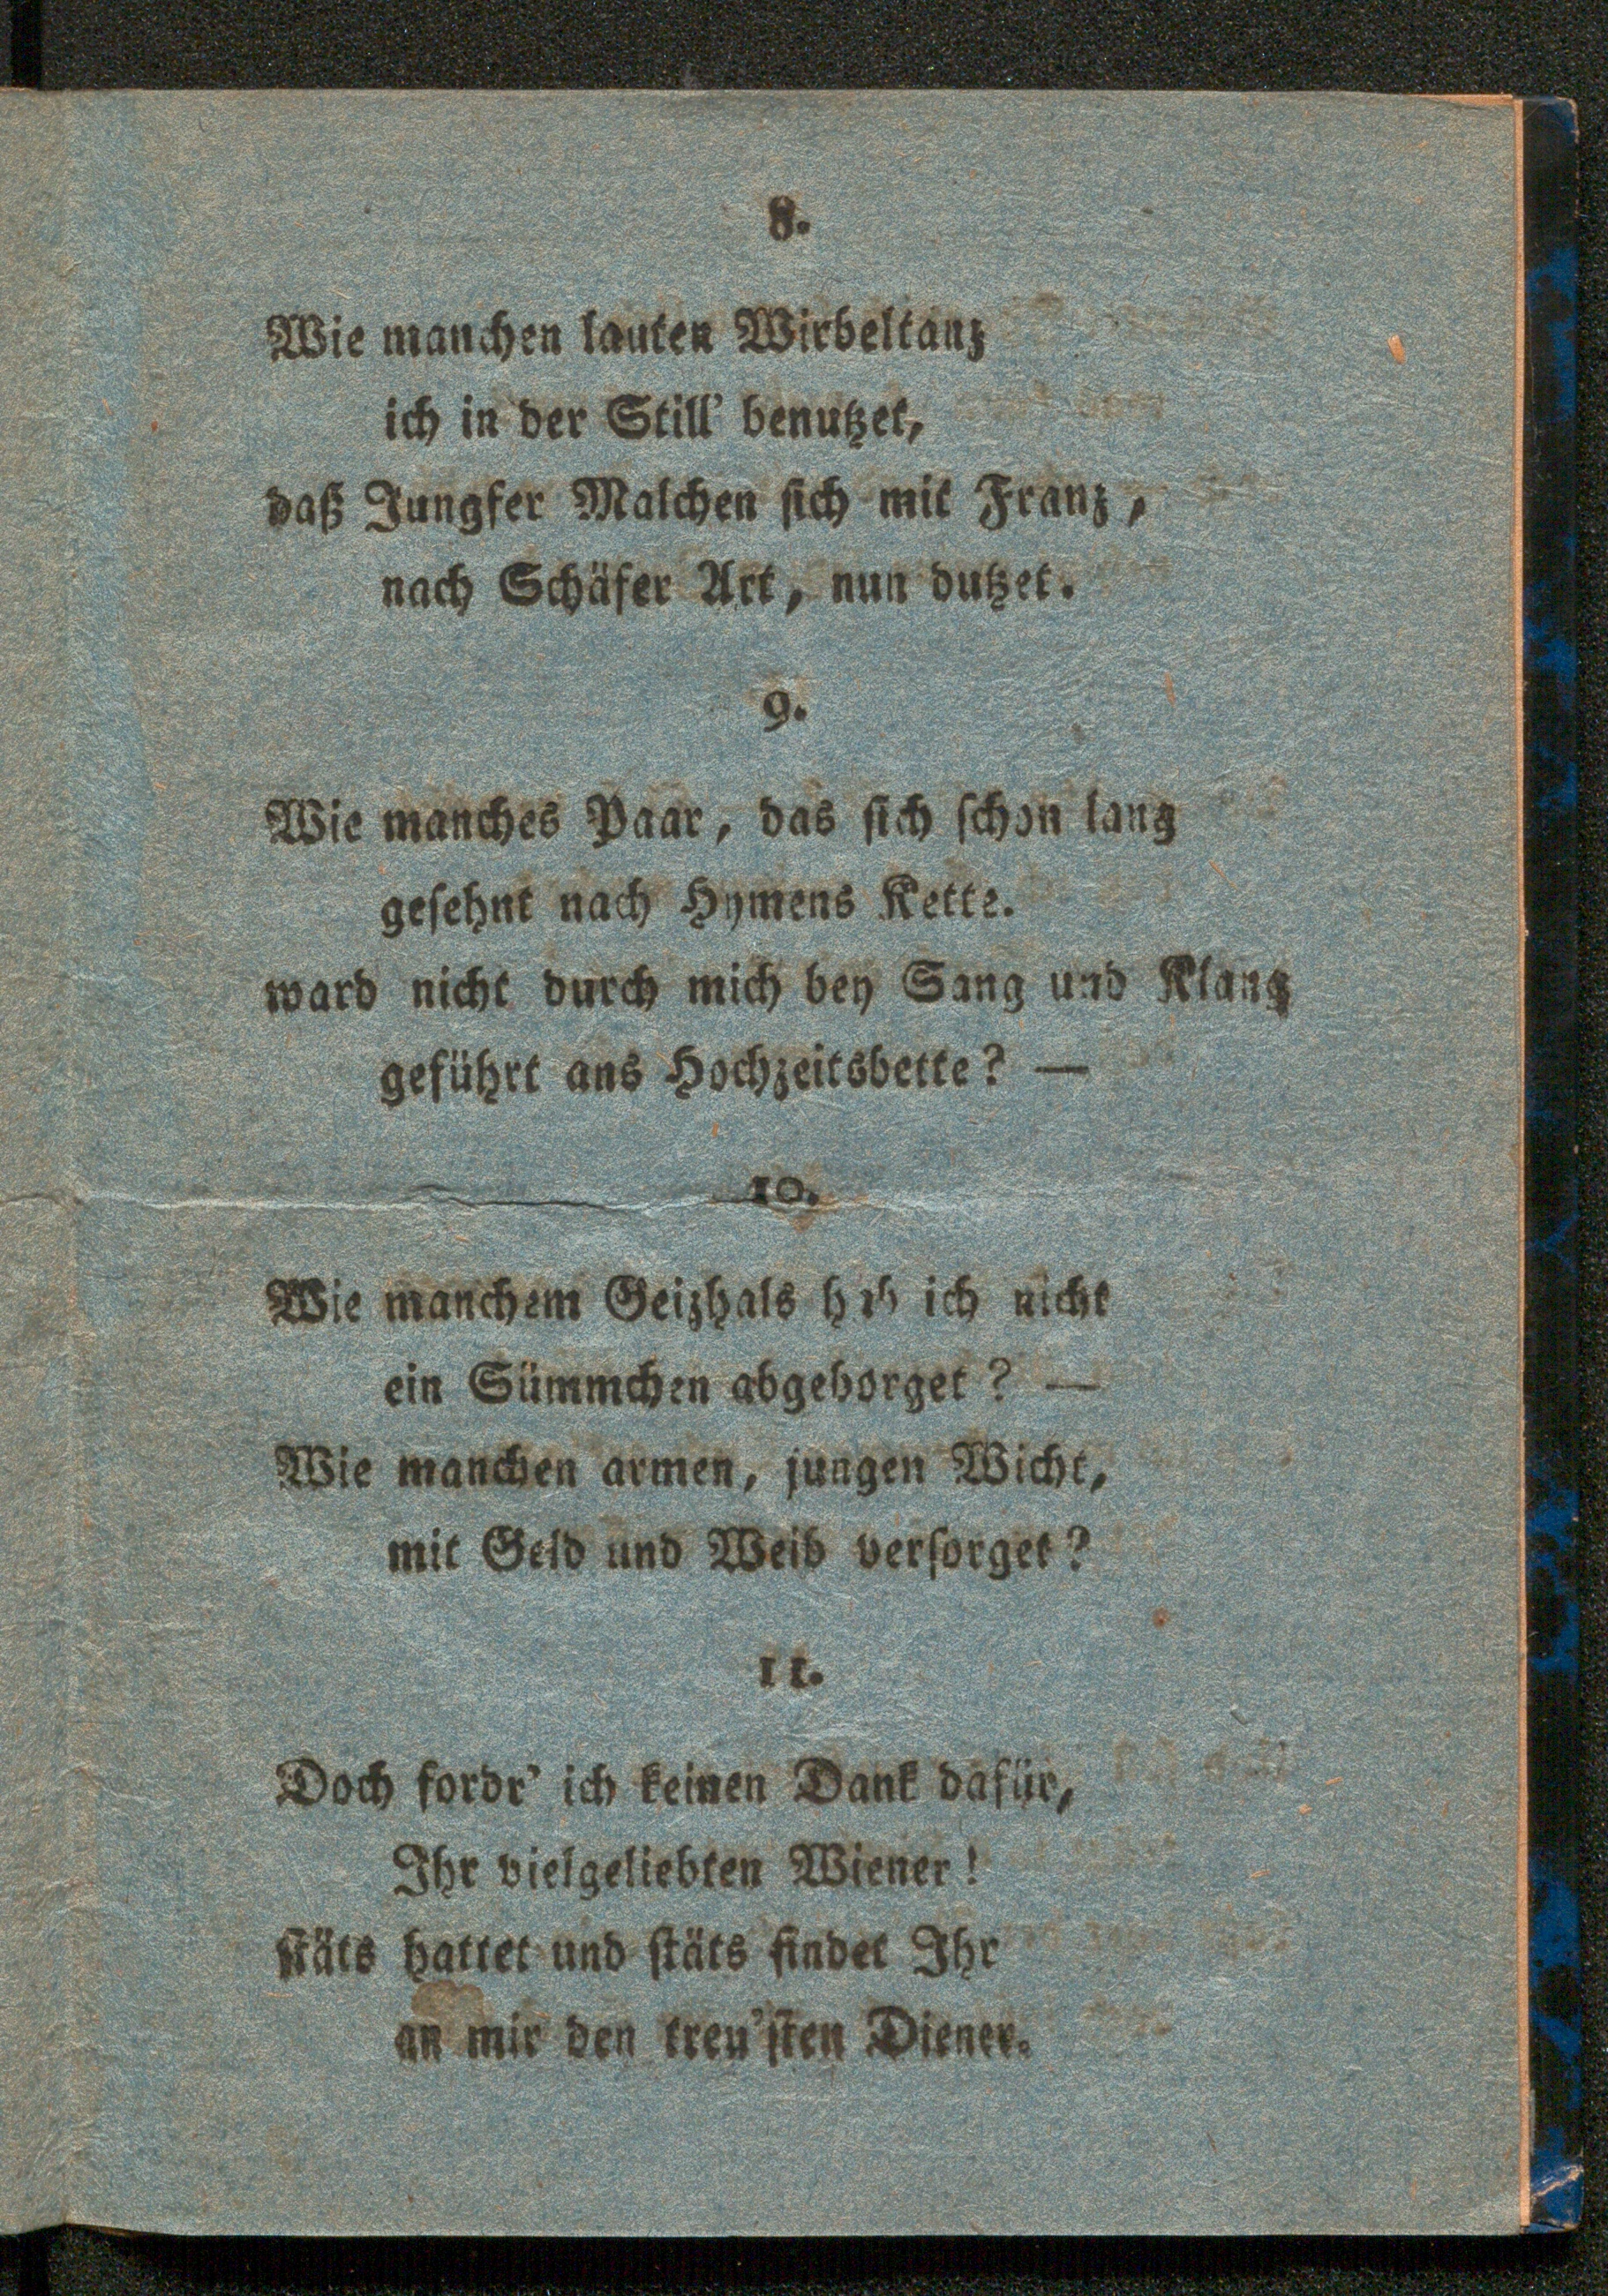 8.
Wie manchen lauten Wirbeltanz
ich in der Still' benutzet,
daß Jungfer Malchen sich mit Franz,
nach Schäfer Art, nun dutzet.
9.
Wie manches Paar, das sich schon lang
gesehnt nach Hymens Kette.
ward nicht durch mich bey Sang und Klang
geführt ans Hochzeitsbette? —
10.
Wie manchem Geizhals hab ich nicht
ein Sümmchen abgeborget? —
Wie manchen armen, jungen Wicht,
mit Geld und Weib versorget?
11.
Doch fordr' ich keinen Dank dafür,
Ihr vielgeliebten Wiener!
stäts hattet und stäts findet Ihr
an mir den treu'sten Diener.